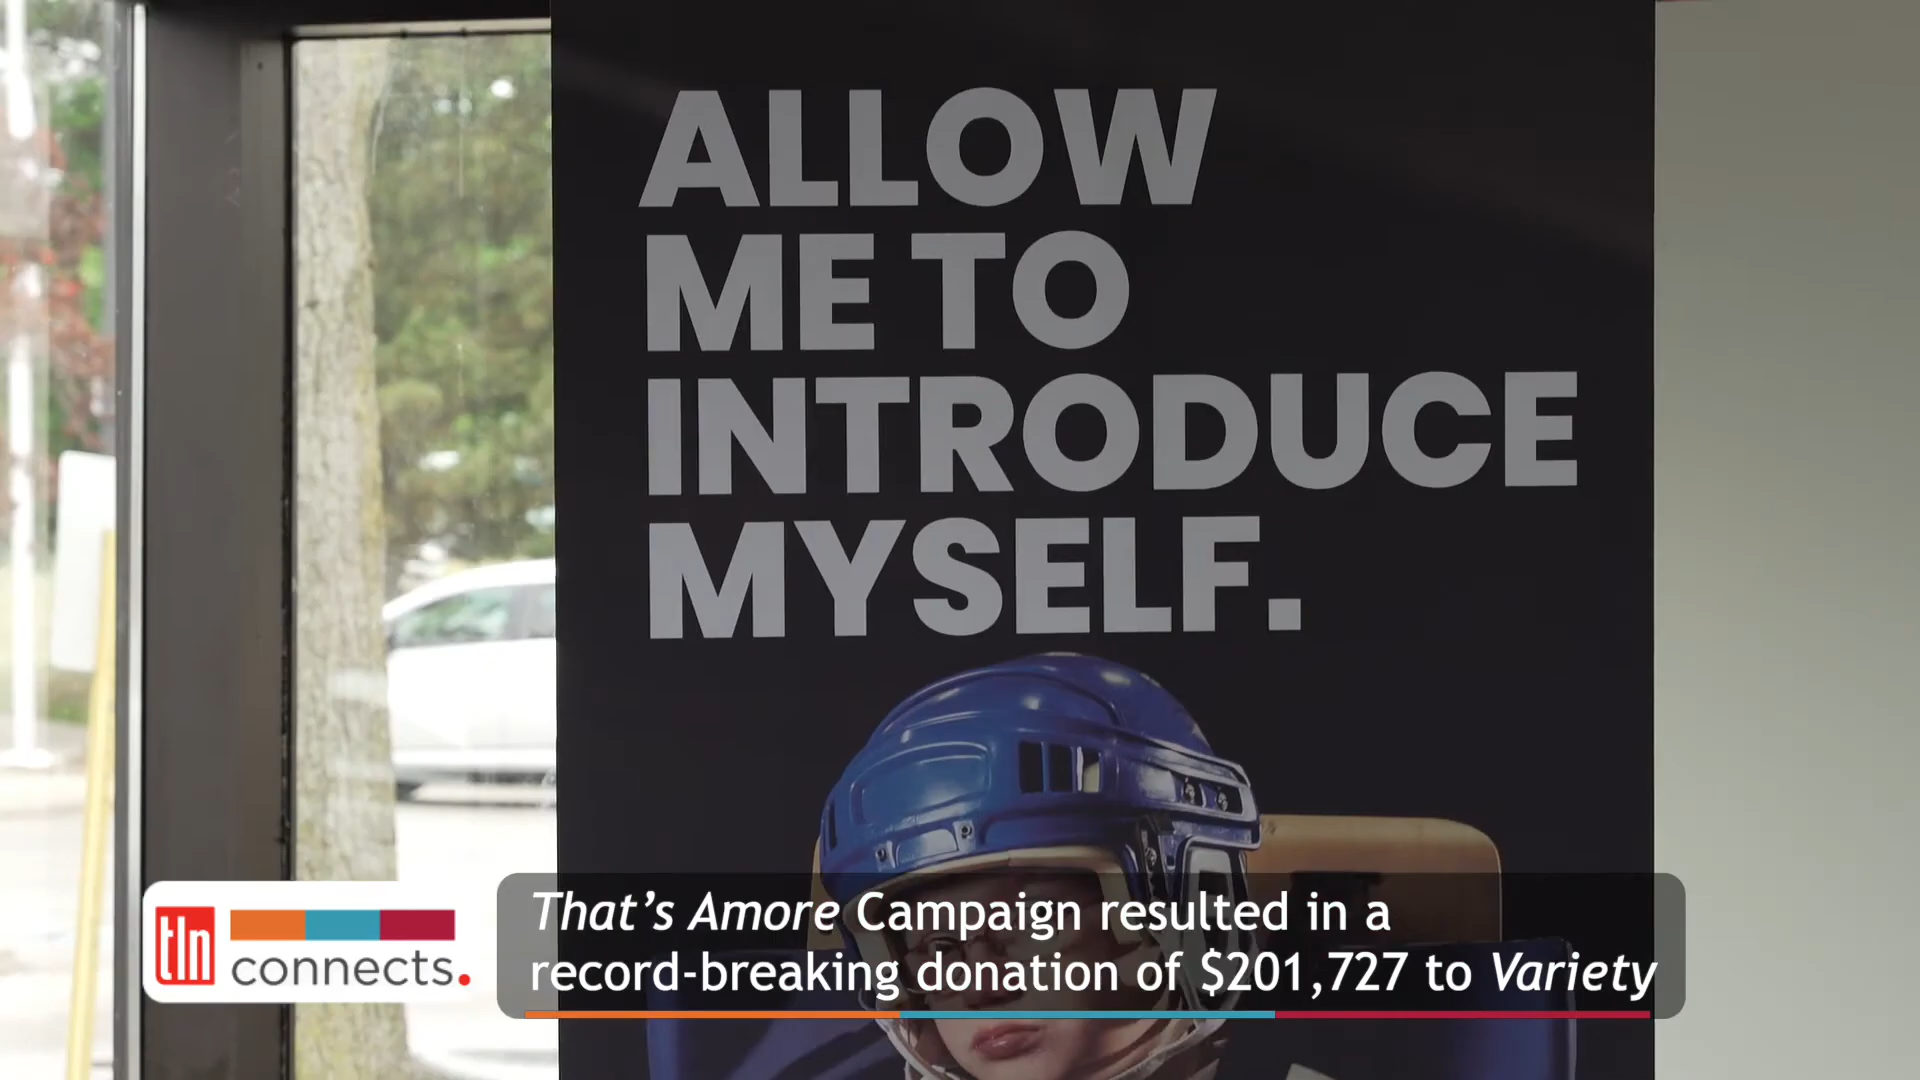 ALLOW
ME TO
INTRODUCE
MYSELF.
tln
connects.
That's Amore Campaign resulted in a
record-breaking donation of $201,727 to Variety